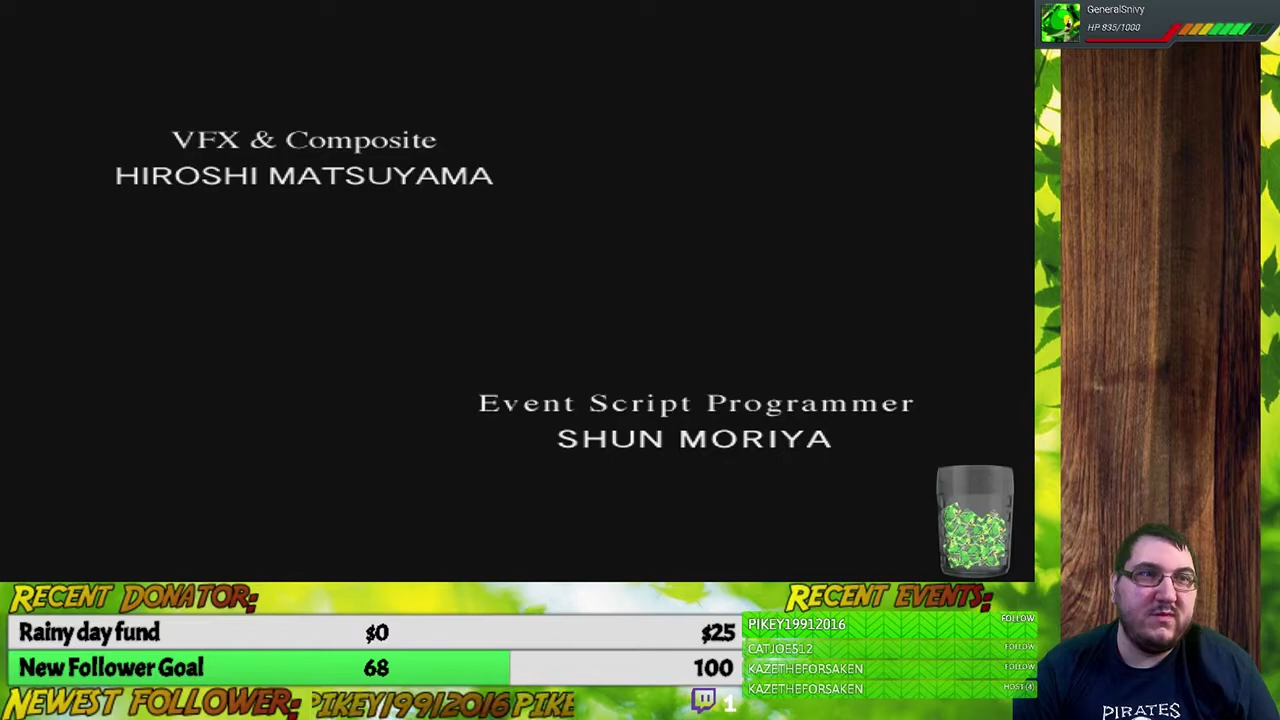 GeneralSnivy
HP 835/1000
VFX & Composite
HIROSHI MATSUYAMA
Event Script Programmer
SHUN MORIYA
RECENT DONATOR:
Rainy day fund $0 $25
New Follower Goal 68 100
NEWEST FOLLOWER: PIKEY19912016 PIKE
1
RECENT EVENTS:
PIKEY19912016 FOLLOW
CATJOE512 FOLLOW
KAZETHEFORSAKEN FOLLOW
KAZETHEFORSAKEN HOST (4)
PIRATES